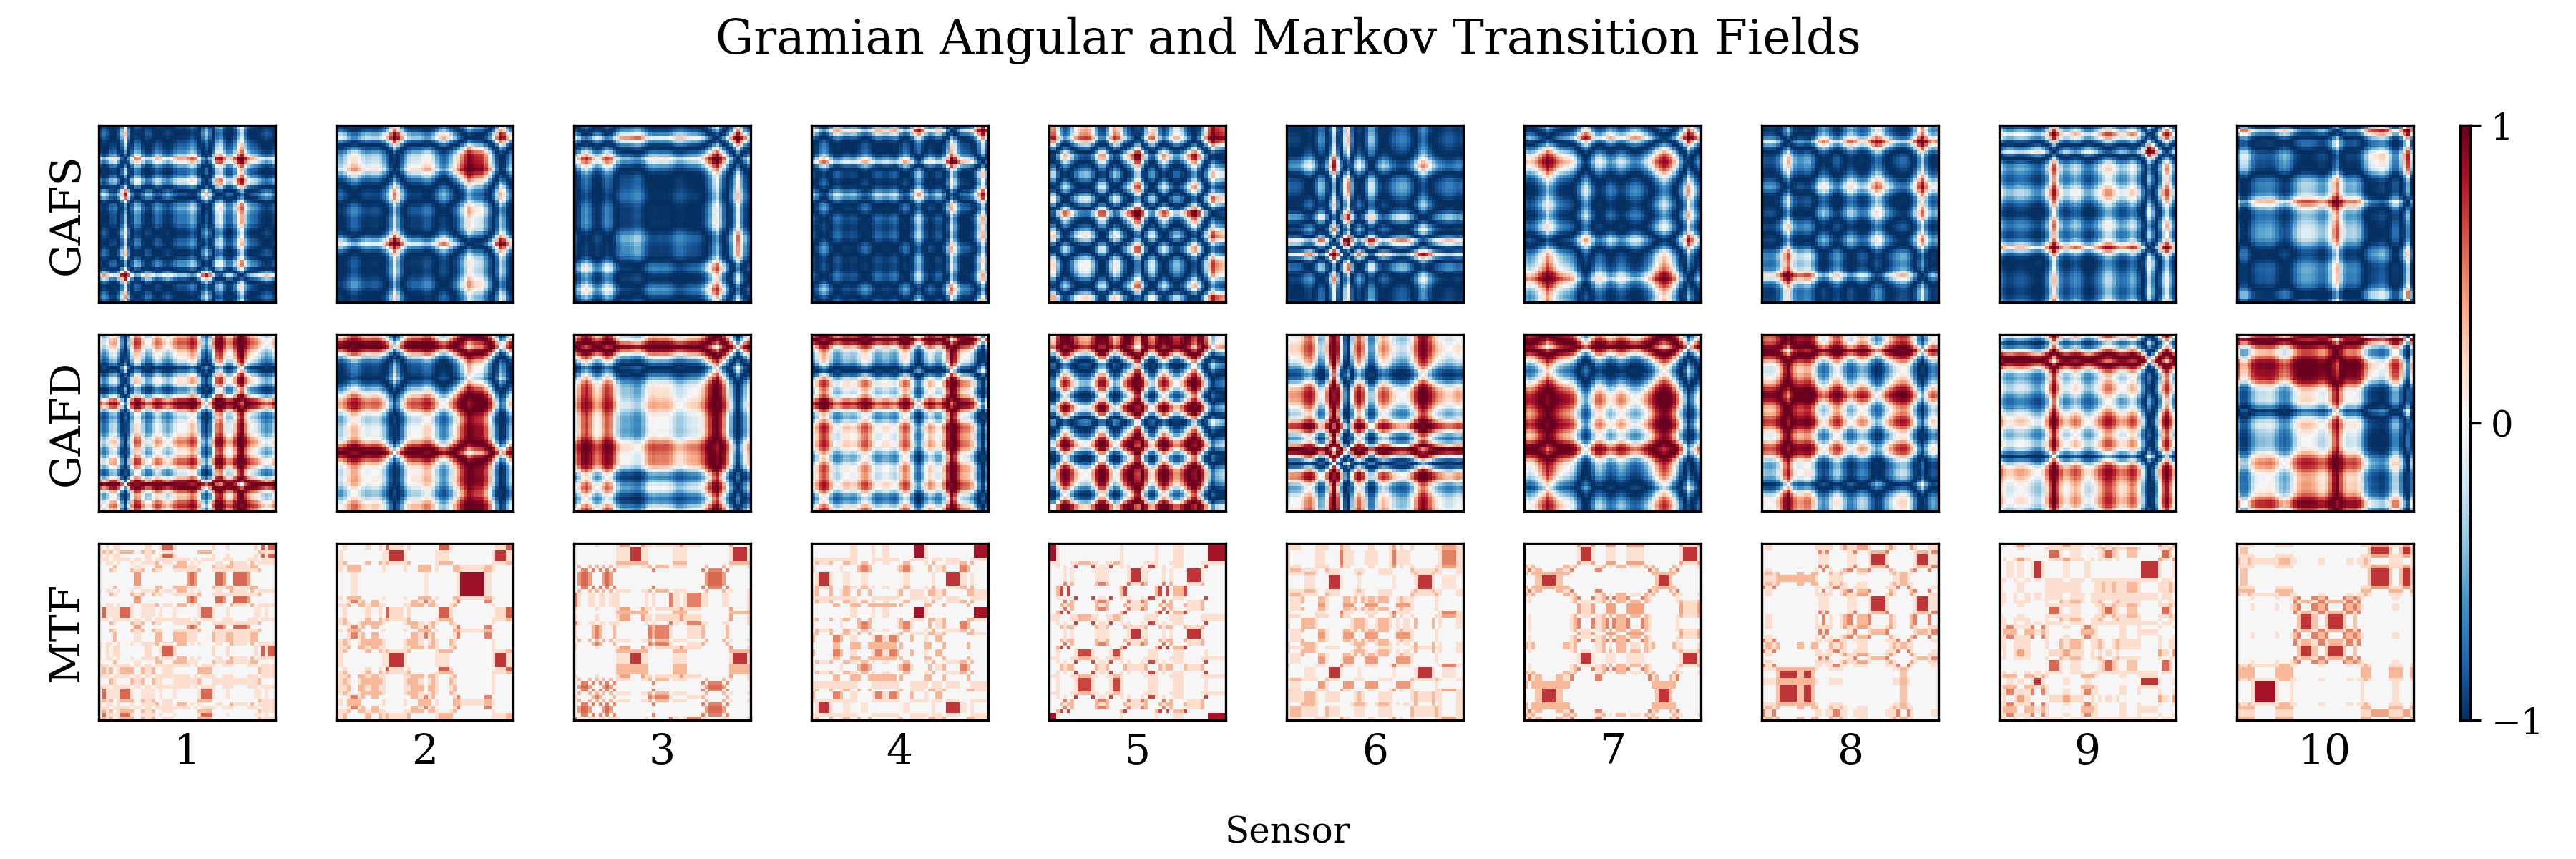 Gramian Angular and Markov Transition Fields
GAFS
GAFD
MTF
1 2 3 4 5 6 7 8 9 10
Sensor
1
0
−1